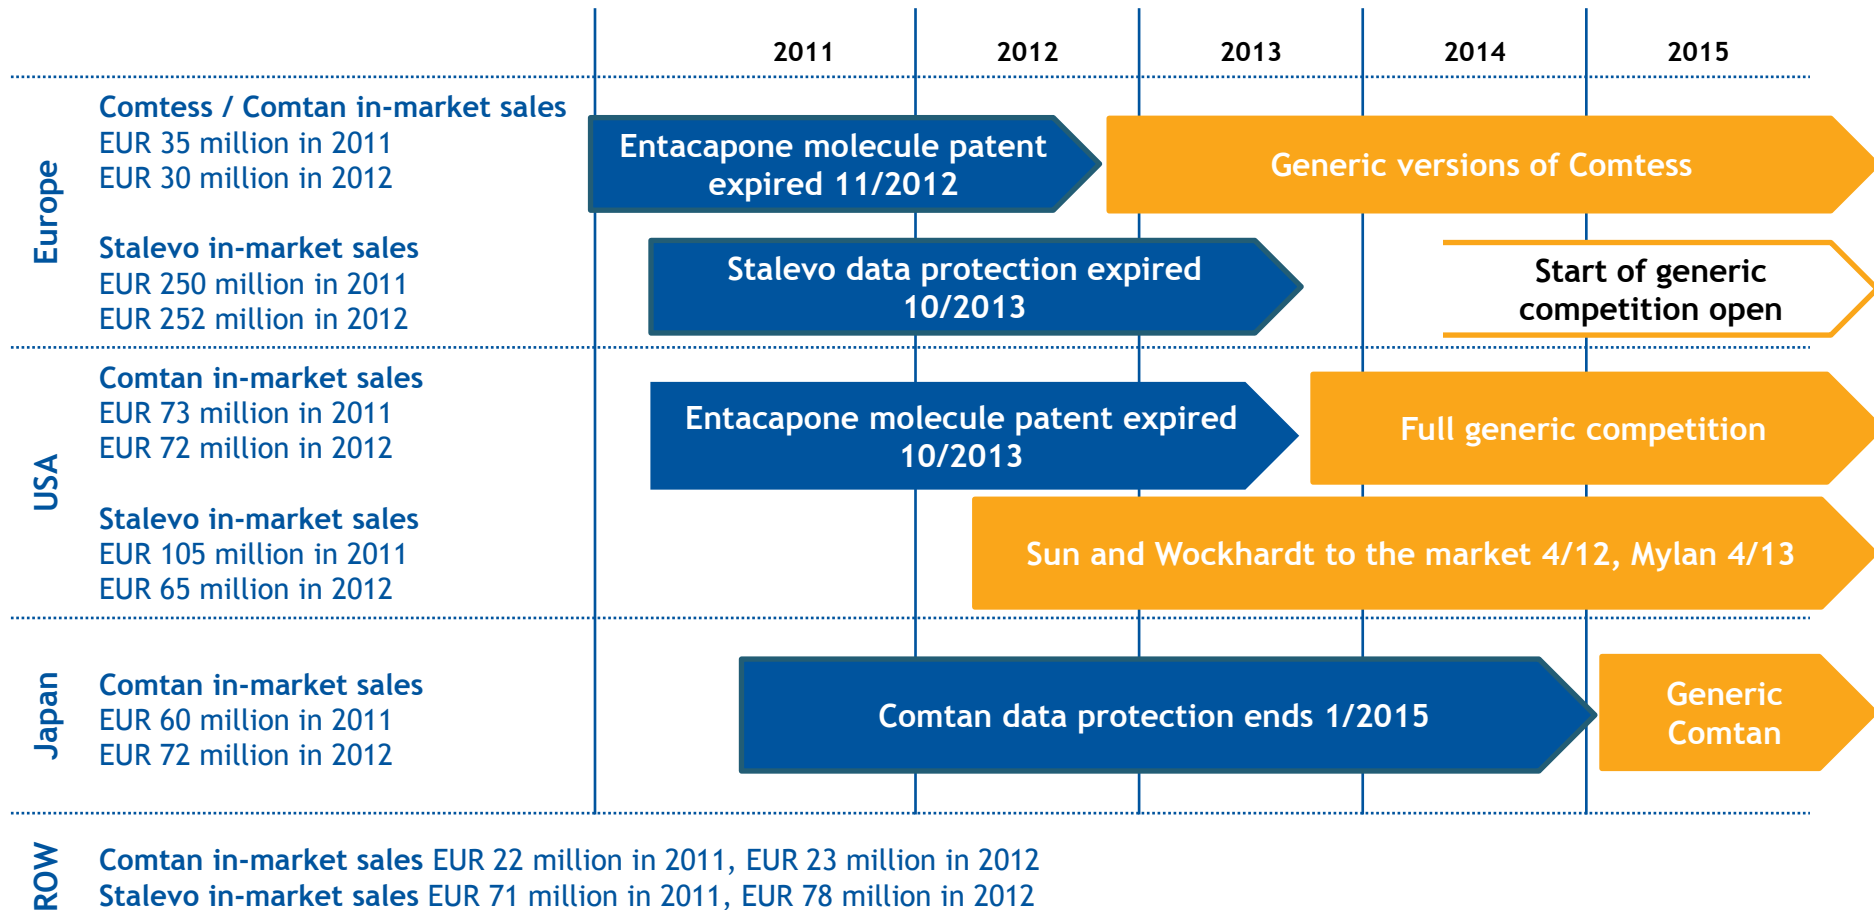 2011 2012 2013 2014 2015
Europe
Comtess / Comtan in-market sales
EUR 35 million in 2011
EUR 30 million in 2012
Entacapone molecule patent
expired 11/2012
Generic versions of Comtess
Stalevo in-market sales
EUR 250 million in 2011
EUR 252 million in 2012
Stalevo data protection expired
10/2013
Start of generic
competition open
USA
Comtan in-market sales
EUR 73 million in 2011
EUR 72 million in 2012
Entacapone molecule patent expired
10/2013
Full generic competition
Stalevo in-market sales
EUR 105 million in 2011
EUR 65 million in 2012
Sun and Wockhardt to the market 4/12, Mylan 4/13
Japan
Comtan in-market sales
EUR 60 million in 2011
EUR 72 million in 2012
Comtan data protection ends 1/2015
Generic
Comtan
ROW
Comtan in-market sales EUR 22 million in 2011, EUR 23 million in 2012
Stalevo in-market sales EUR 71 million in 2011, EUR 78 million in 2012